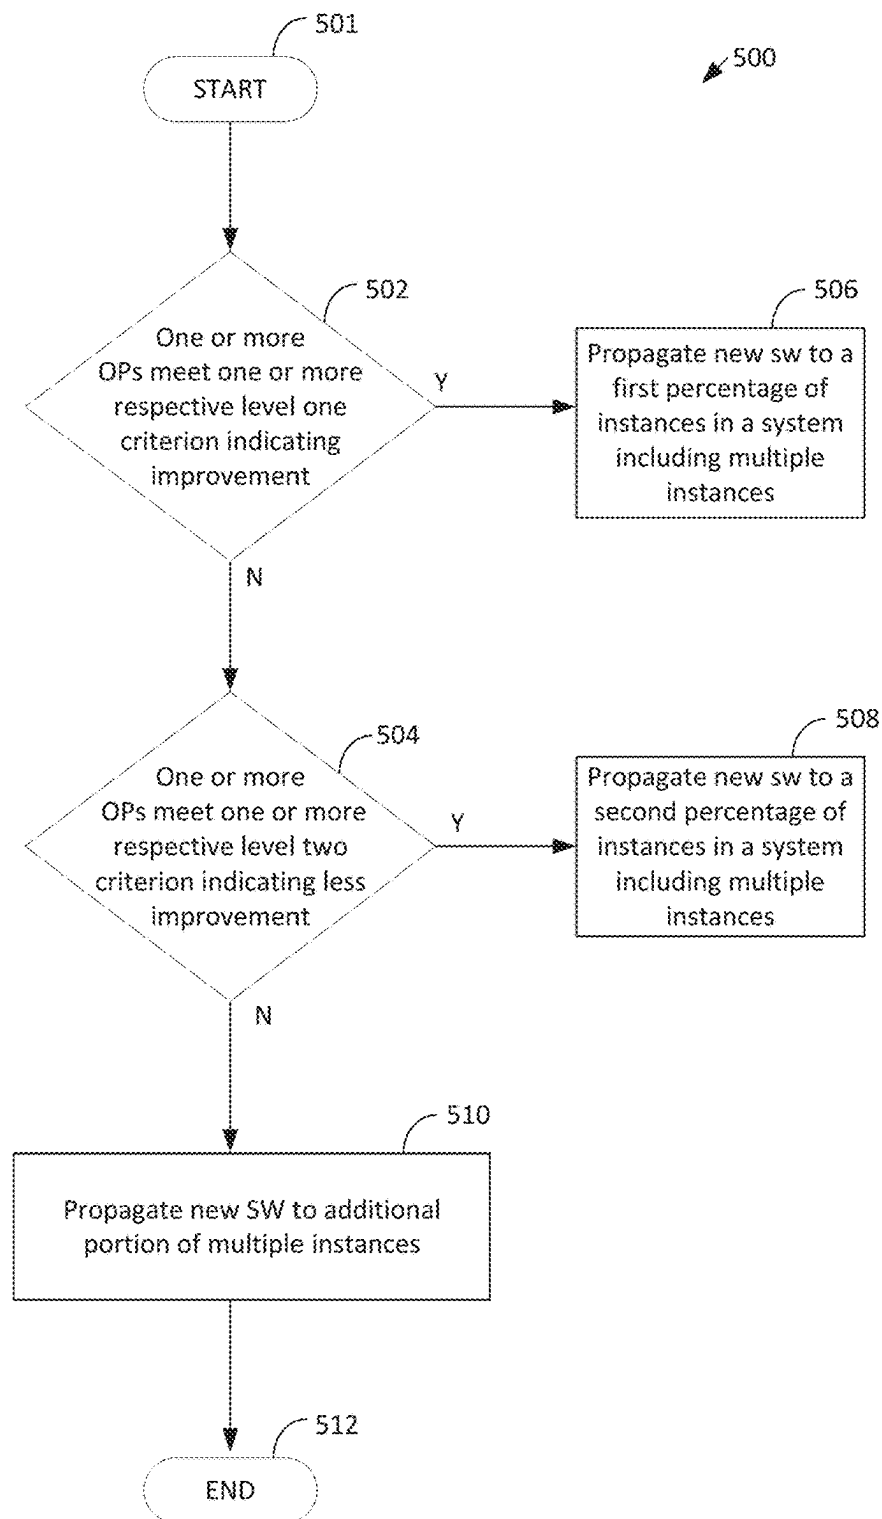 501
START
500
502
One or more
OPs meet one or more
respective level one
criterion indicating
improvement
Y
506
Propagate new sw to a
first percentage of
instances in a system
including multiple
instances
N
504
One or more
OPs meet one or more
respective level two
criterion indicating less
improvement
Y
508
Propagate new sw to a
second percentage of
instances in a system
including multiple
instances
N
510
Propagate new SW to additional
portion of multiple instances
512
END